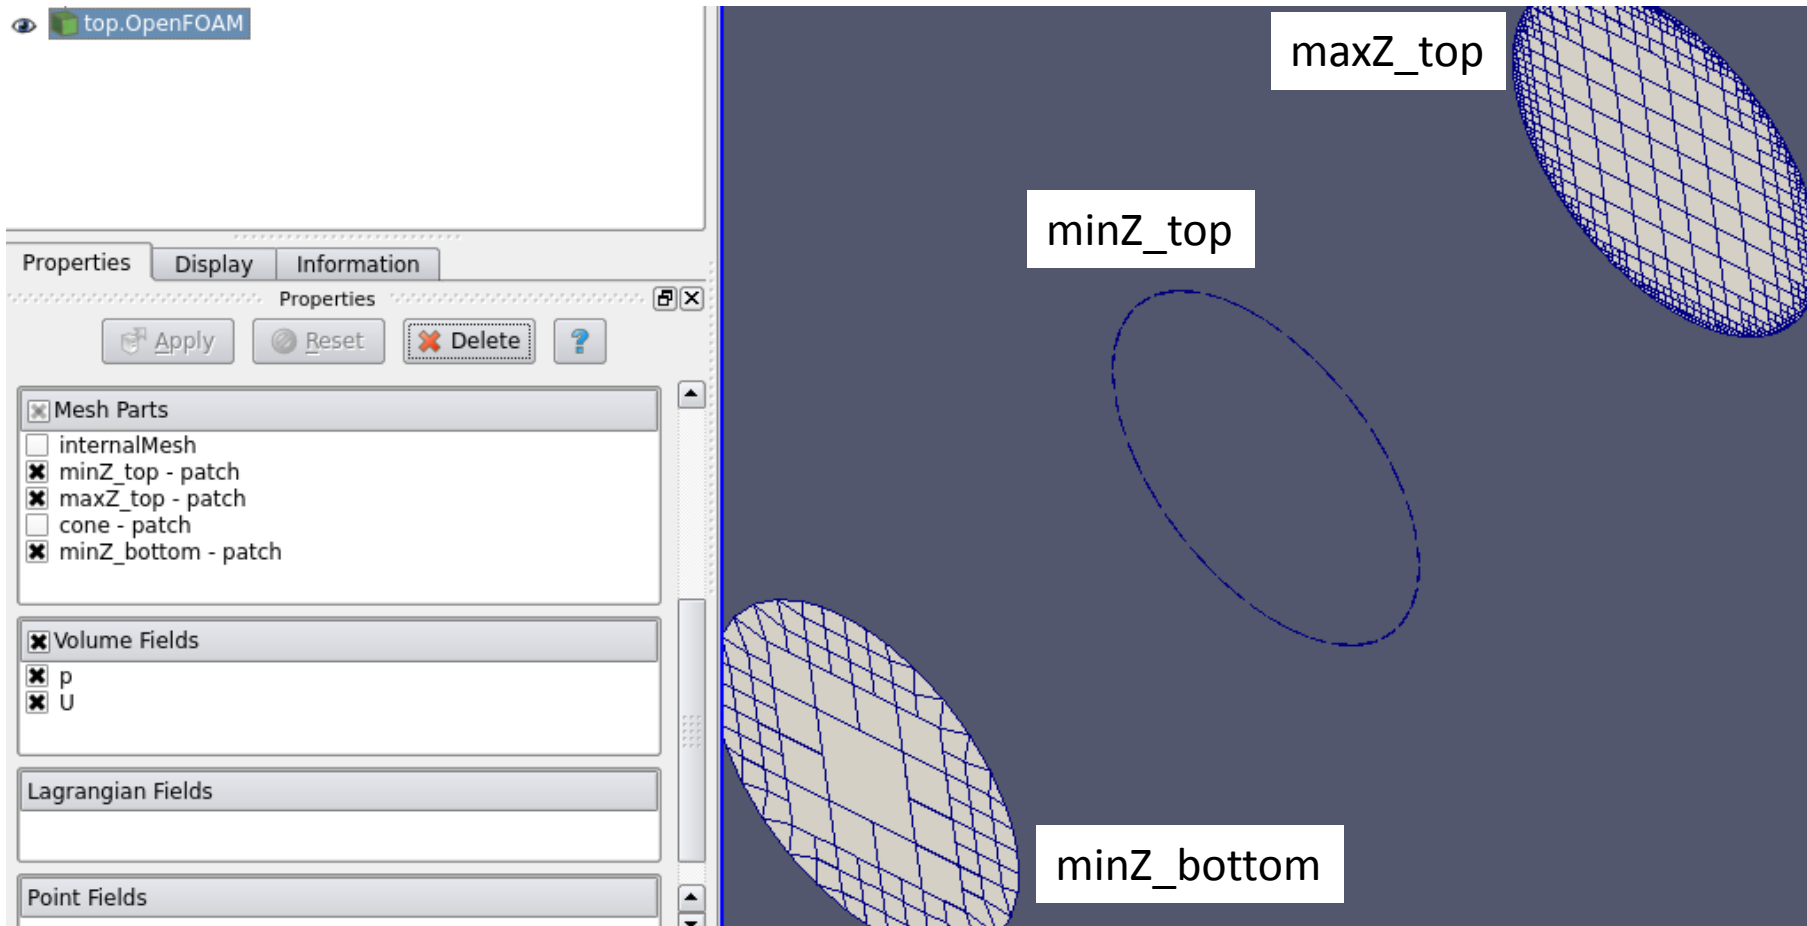 top.OpenFOAM
maxZ_top
minZ_top
Properties
Display
Information
Properties
Apply
Reset
Delete
?
Mesh Parts
internalMesh
minZ_top - patch
maxZ_top - patch
cone - patch
minZ_bottom - patch
Volume Fields
p
U
Lagrangian Fields
minZ_bottom
Point Fields